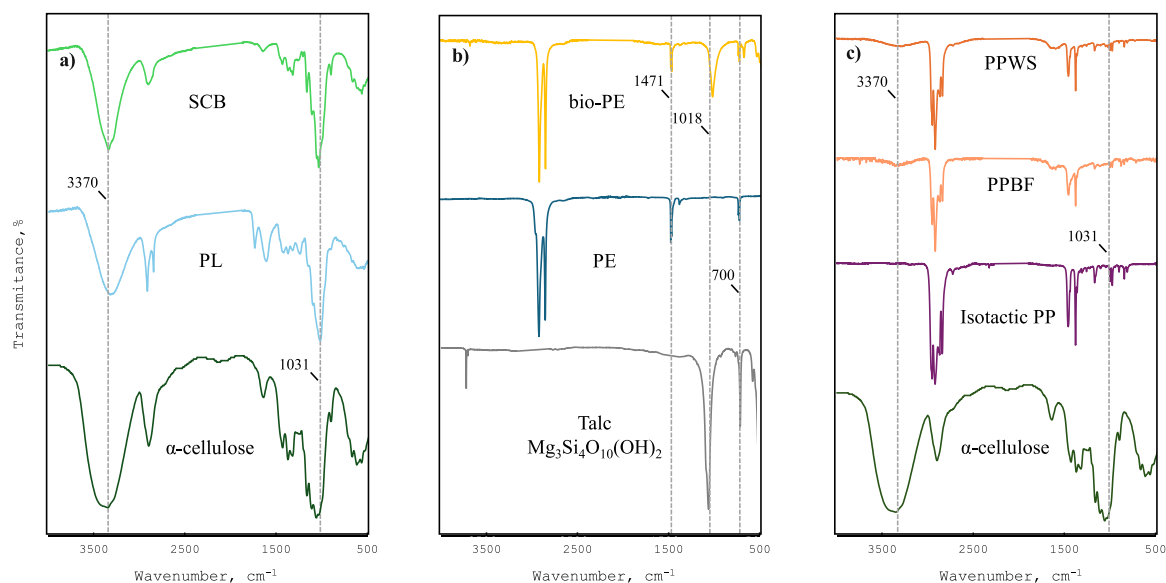 Transmitance, %
a)
SCB
3370
PL
1031
α-cellulose
3500
2500
1500
500
Wavenumber, cm⁻¹
b)
bio-PE
1471
1018
PE
700
Talc
Mg₃Si₄O₁₀(OH)₂
3500
2500
1500
500
Wavenumber, cm⁻¹
c)
PPWS
3370
PPBF
1031
Isotactic PP
α-cellulose
3500
2500
1500
500
Wavenumber, cm⁻¹